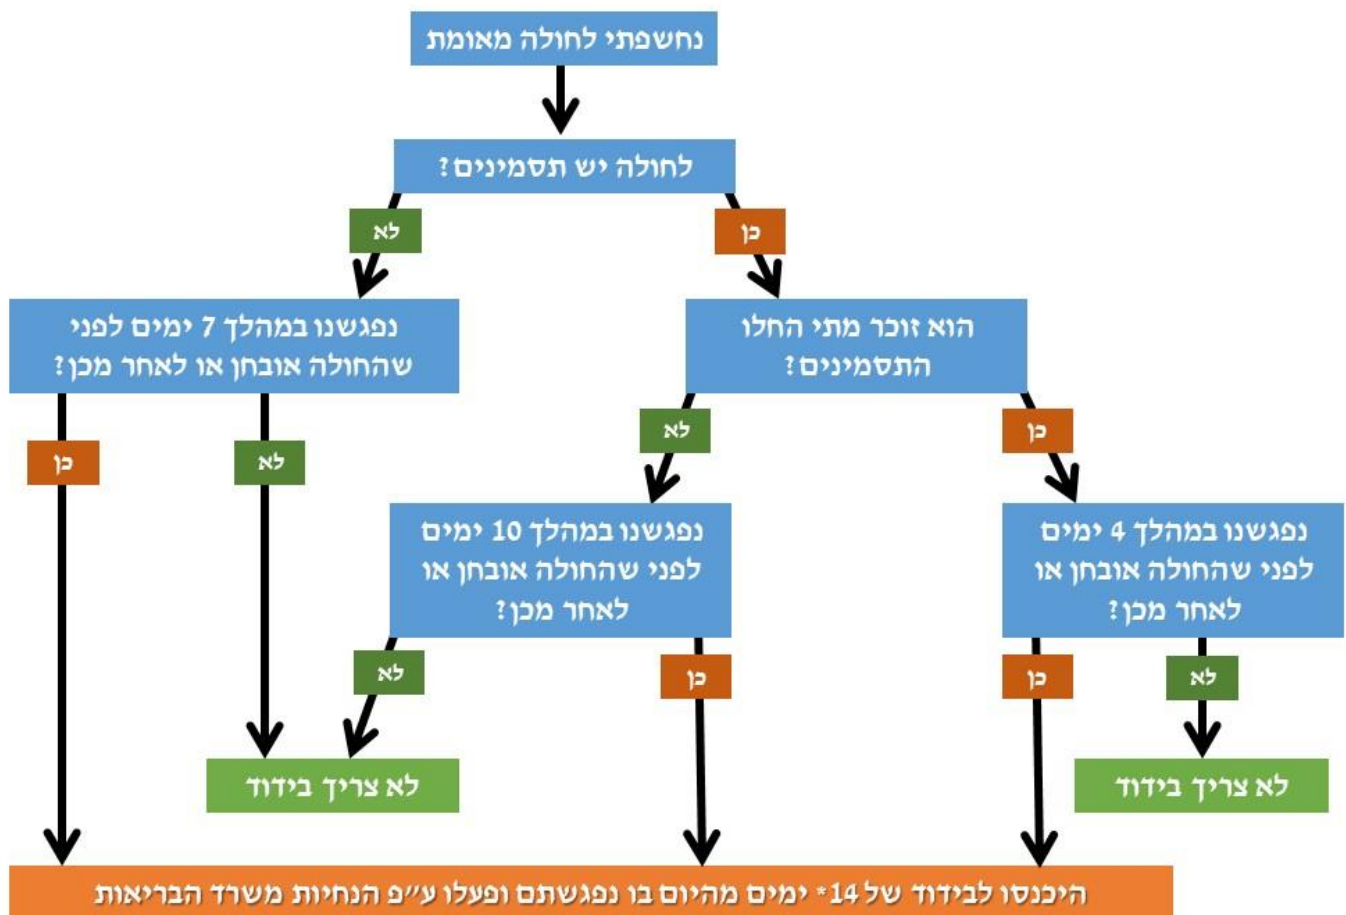 נחשפתי לחולה מאומת
לחולה יש תסמינים?
כן
לא
הוא זוכר מתי החלו
התסמינים?
נפגשנו במהלך 7 ימים לפני
שהחולה אובחן או לאחר מכן?
כן
לא
לא
כן
נפגשנו במהלך 4 ימים
לפני שהחולה אובחן או
לאחר מכן?
נפגשנו במהלך 10 ימים
לפני שהחולה אובחן או
לאחר מכן?
לא
כן
כן
לא
לא צריך בידוד
לא צריך בידוד
היכנסו לבידוד של 14* ימים מהיום בו נפגשתם ופעלו ע״פ הנחיות משרד הבריאות